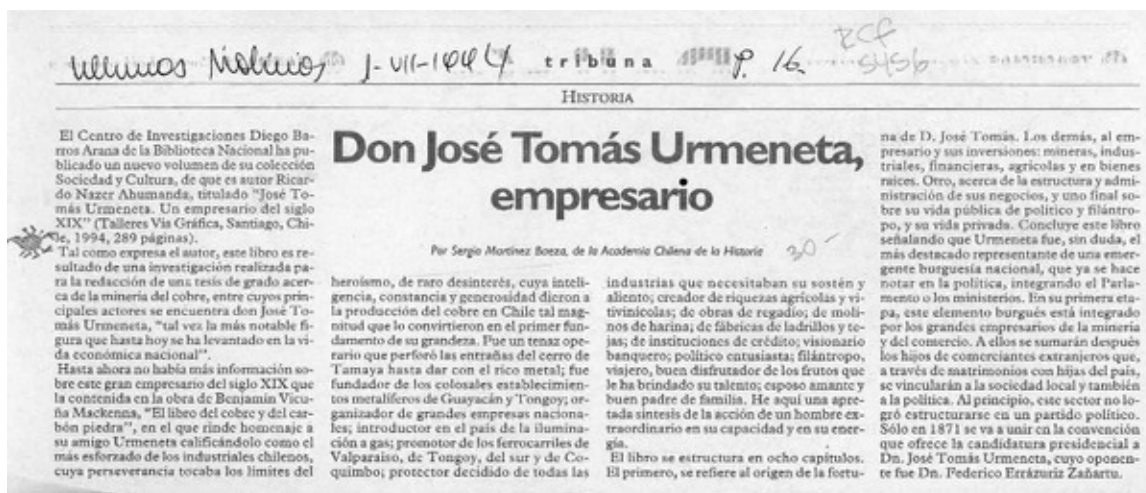 tribuna
p. 16
RCF
5456
HISTORIA
Don José Tomás Urmeneta,
empresario
Por Sergio Martínez Baeza, de la Academia Chilena de la Historia
30-
El Centro de Investigaciones Diego Ba-
rros Arana de la Biblioteca Nacional ha pu-
blicado un nuevo volumen de su colección
Sociedad y Cultura, de que es autor Ricar-
do Nazer Ahumanda, titulado "José To-
más Urmeneta. Un empresario del siglo
XIX" (Talleres Vía Gráfica, Santiago, Chi-
le, 1994, 289 páginas).
Tal como expresa el autor, este libro es re-
sultado de una investigación realizada pa-
ra la redacción de una tesis de grado acer-
ca de la minería del cobre, entre cuyos prin-
cipales actores se encuentra don José To-
más Urmeneta, "tal vez la más notable fi-
gura que hasta hoy se ha levantado en la vi-
da económica nacional".
Hasta ahora no había más información so-
bre este gran empresario del siglo XIX que
la contenida en la obra de Benjamín Vicu-
ña Mackenna, "El libro del cobre y del car-
bón piedra", en el que rinde homenaje a
su amigo Urmeneta calificándolo como el
más esforzado de los industriales chilenos,
cuya perseverancia tocaba los límites del
heroísmo, de raro desinterés, cuya inteli-
gencia, constancia y generosidad dieron a
la producción del cobre en Chile tal mag-
nitud que lo convirtieron en el primer fun-
damento de su grandeza. Fue un tenaz ope-
rario que perforó las entrañas del cerro de
Tamaya hasta dar con el rico metal; fue
fundador de los colosales establecimien-
tos metalíferos de Guayacán y Tongoy; or-
ganizador de grandes empresas naciona-
les; introductor en el país de la ilumina-
ción a gas; promotor de los ferrocarriles de
Valparaíso, de Tongoy, del sur y de Co-
quimbo; protector decidido de todas las
industrias que necesitaban su sostén y
aliento; creador de riquezas agrícolas y vi-
tivinícolas; de obras de regadío; de moli-
nos de harina; de fábricas de ladrillos y te-
jas; de instituciones de crédito; visionario
banquero; político entusiasta; filántropo,
viajero, buen disfrutador de los frutos que
le ha brindado su talento; esposo amante y
buen padre de familia. He aquí una apre-
tada síntesis de la acción de un hombre ex-
traordinario en su capacidad y en su ener-
gía.
El libro se estructura en ocho capítulos.
El primero, se refiere al origen de la fortu-
na de D. José Tomás. Los demás, al em-
presario y sus inversiones: mineras, indus-
triales, financieras, agrícolas y en bienes
raíces. Otro, acerca de la estructura y admi-
nistración de sus negocios, y uno final so-
bre su vida pública de político y filántro-
po, y su vida privada. Concluye este libro
señalando que Urmeneta fue, sin duda, el
más destacado representante de una emer-
gente burguesía nacional, que ya se hace
notar en la política, integrando el Parla-
mento o los ministerios. En su primera eta-
pa, este elemento burgués está integrado
por los grandes empresarios de la minería
y del comercio. A ellos se sumarán después
los hijos de comerciantes extranjeros que,
a través de matrimonios con hijas del país,
se vincularán a la sociedad local y también
a la política. Al principio, este sector no lo-
gró estructurarse en un partido político.
Sólo en 1871 se va a unir en la convención
que ofrece la candidatura presidencial a
Dn. José Tomás Urmeneta, cuyo oponen-
te fue Dn. Federico Errázuriz Zañartu.